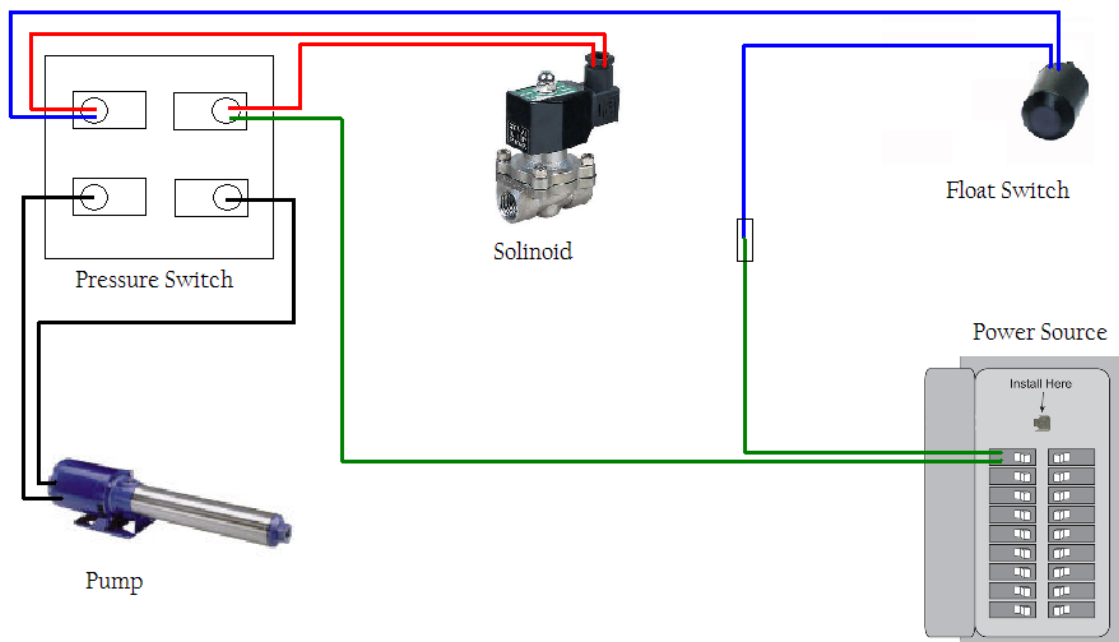 Solinoid
Float Switch
Pressure Switch
Power Source
Install Here
Pump